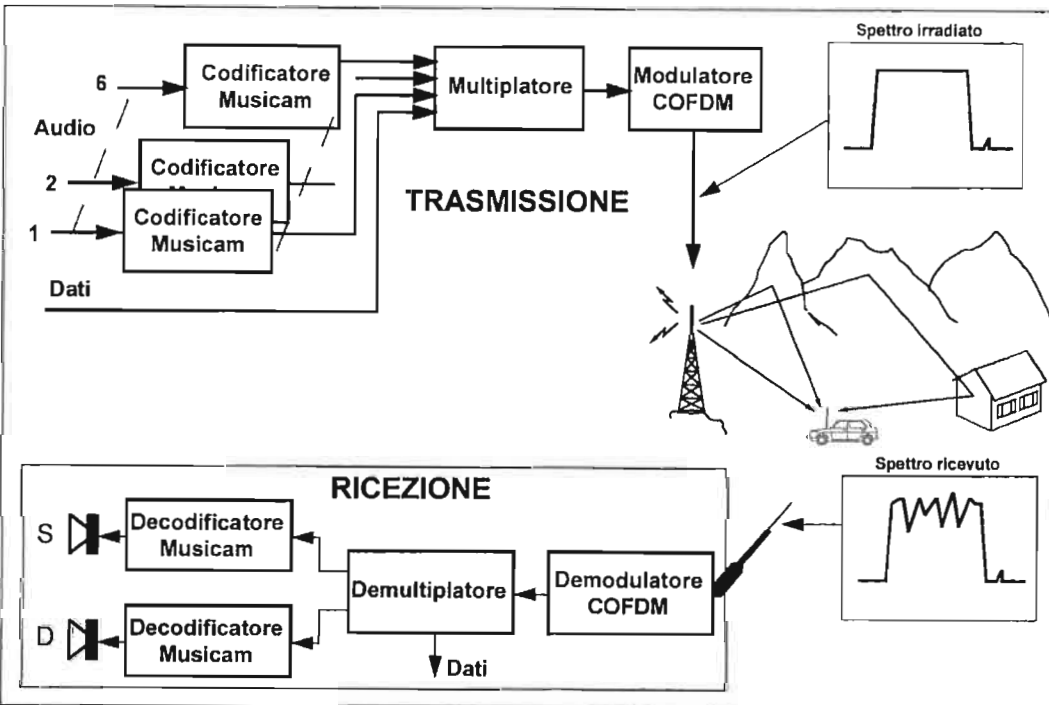 Spettro irradiato
6
Codificatore
Musicam
Multiplatore
Modulatore
COFDM
Audio
2
Codificatore
1
Codificatore
Musicam
TRASMISSIONE
Dati
Spettro ricevuto
RICEZIONE
S
Decodificatore
Musicam
Demultiplatore
Demodulatore
COFDM
D
Decodificatore
Musicam
Dati